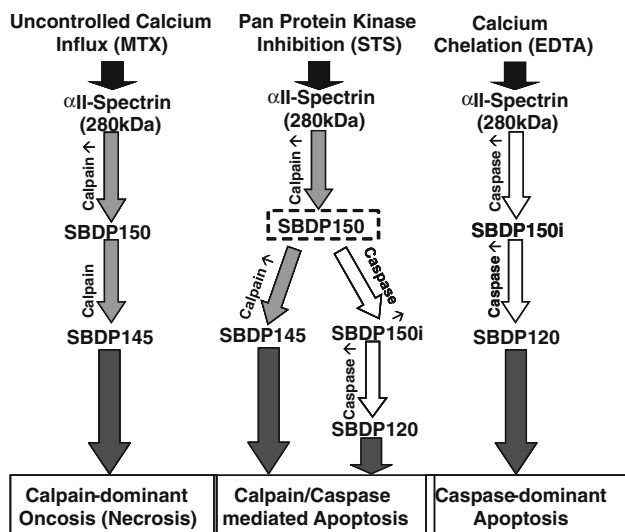 Uncontrolled Calcium
Influx (MTX)
αII-Spectrin
(280kDa)
Calpain ↑
SBDP150
Calpain
SBDP145
Calpain-dominant
Oncosis (Necrosis)
Pan Protein Kinase
Inhibition (STS)
αII-Spectrin
(280kDa)
Calpain ↑
SBDP150
Calpain ↑
Caspase ↑
SBDP145
SBDP150i
Caspase ↑
SBDP120
Calpain/Caspase
mediated Apoptosis
Calcium
Chelation (EDTA)
αII-Spectrin
(280kDa)
Caspase ↑
SBDP150i
Caspase ↑
SBDP120
Caspase-dominant
Apoptosis